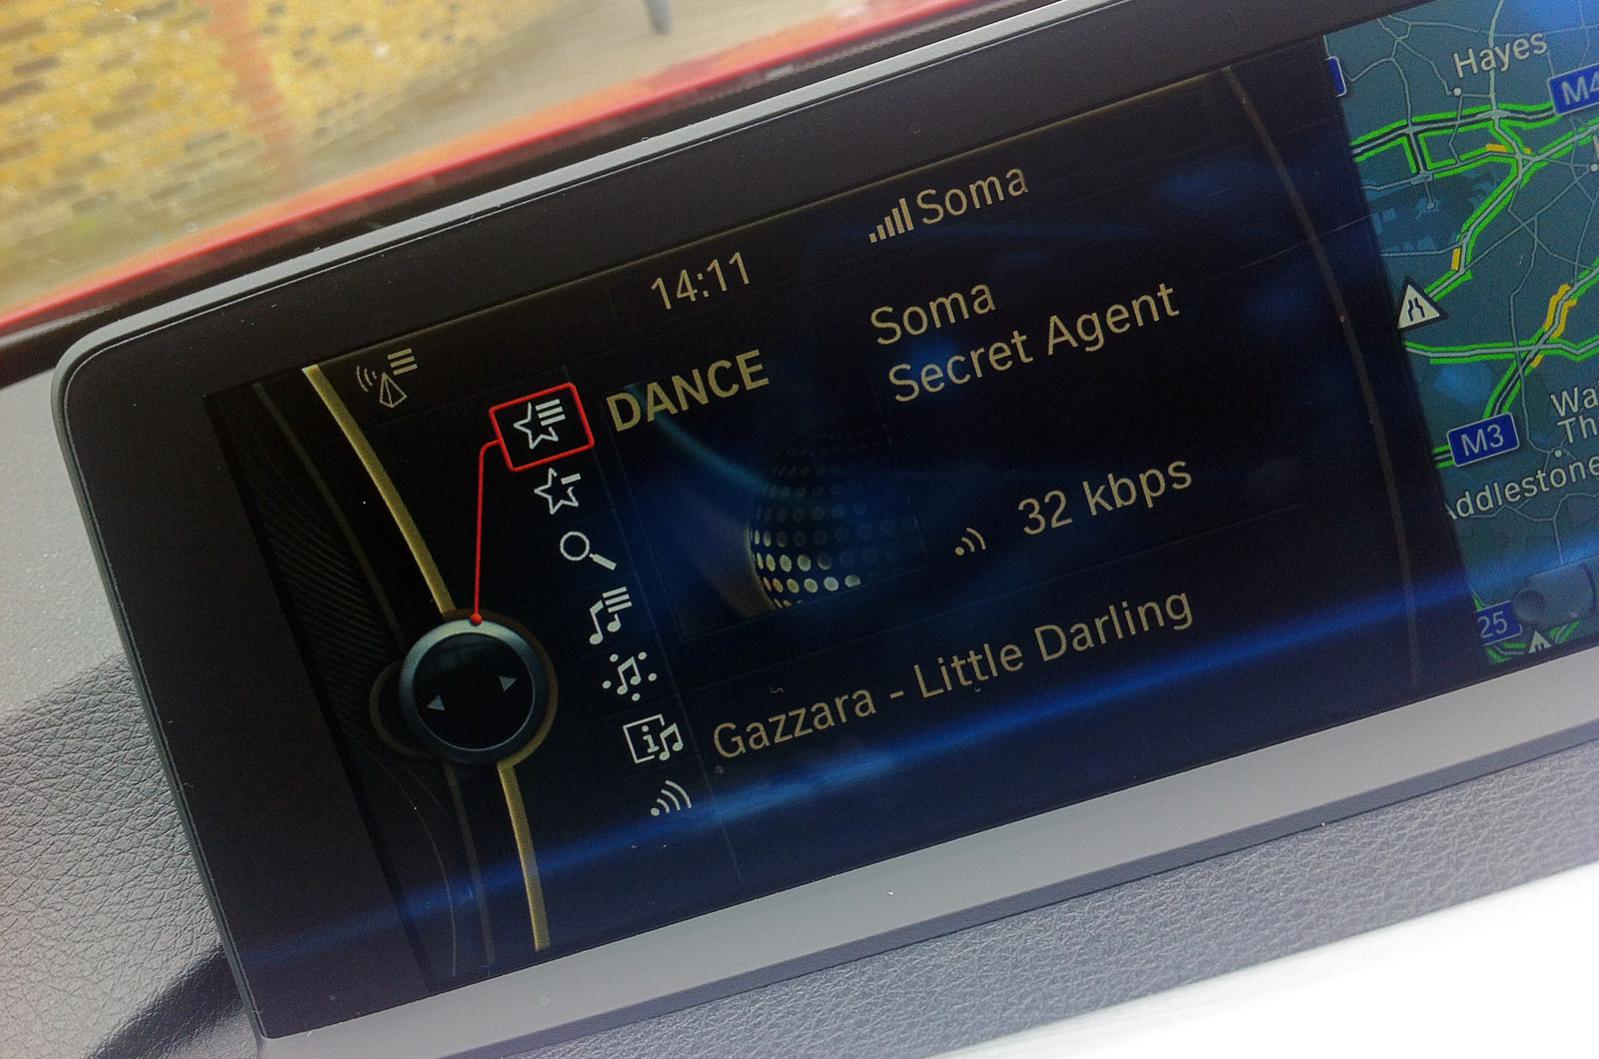 14:11
Soma
DANCE
Soma
Secret Agent
32 kbps
Gazzara - Little Darling
Hayes
M4
M3
Addlestone
25